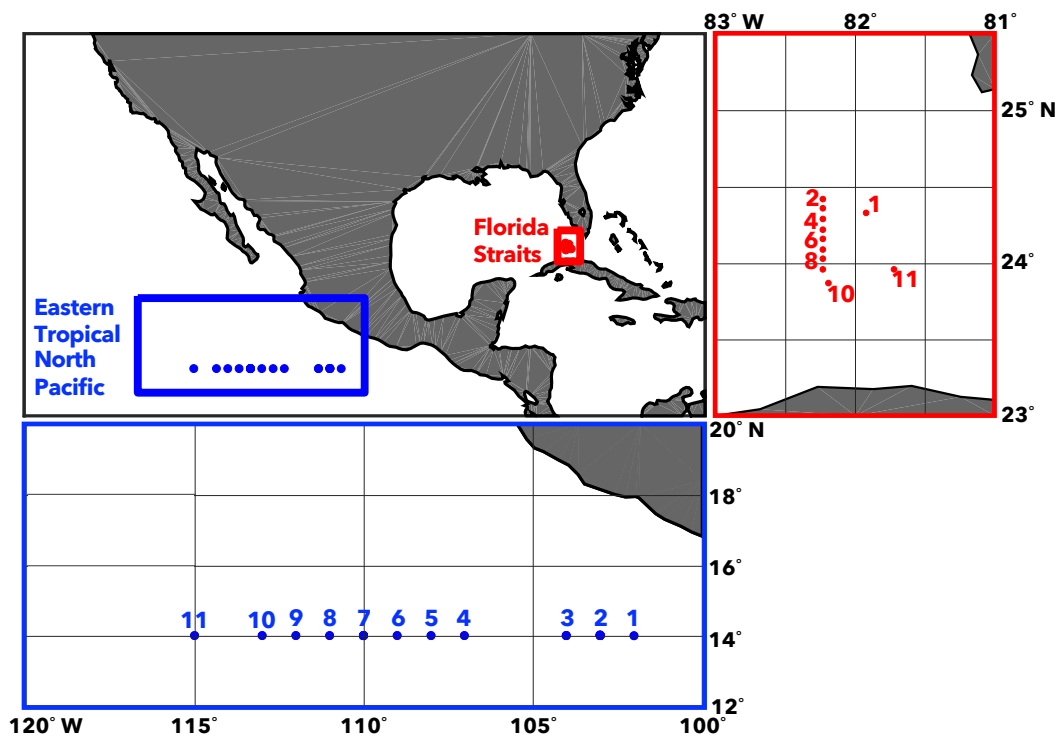 83° W 82° 81°
25° N
2
1
4
6
8
24°
11
10
23°
Florida
Straits
Eastern
Tropical
North
Pacific
20° N
18°
16°
11 10 9 8 7 6 5 4 3 2 1
14°
12°
120° W 115° 110° 105° 100°